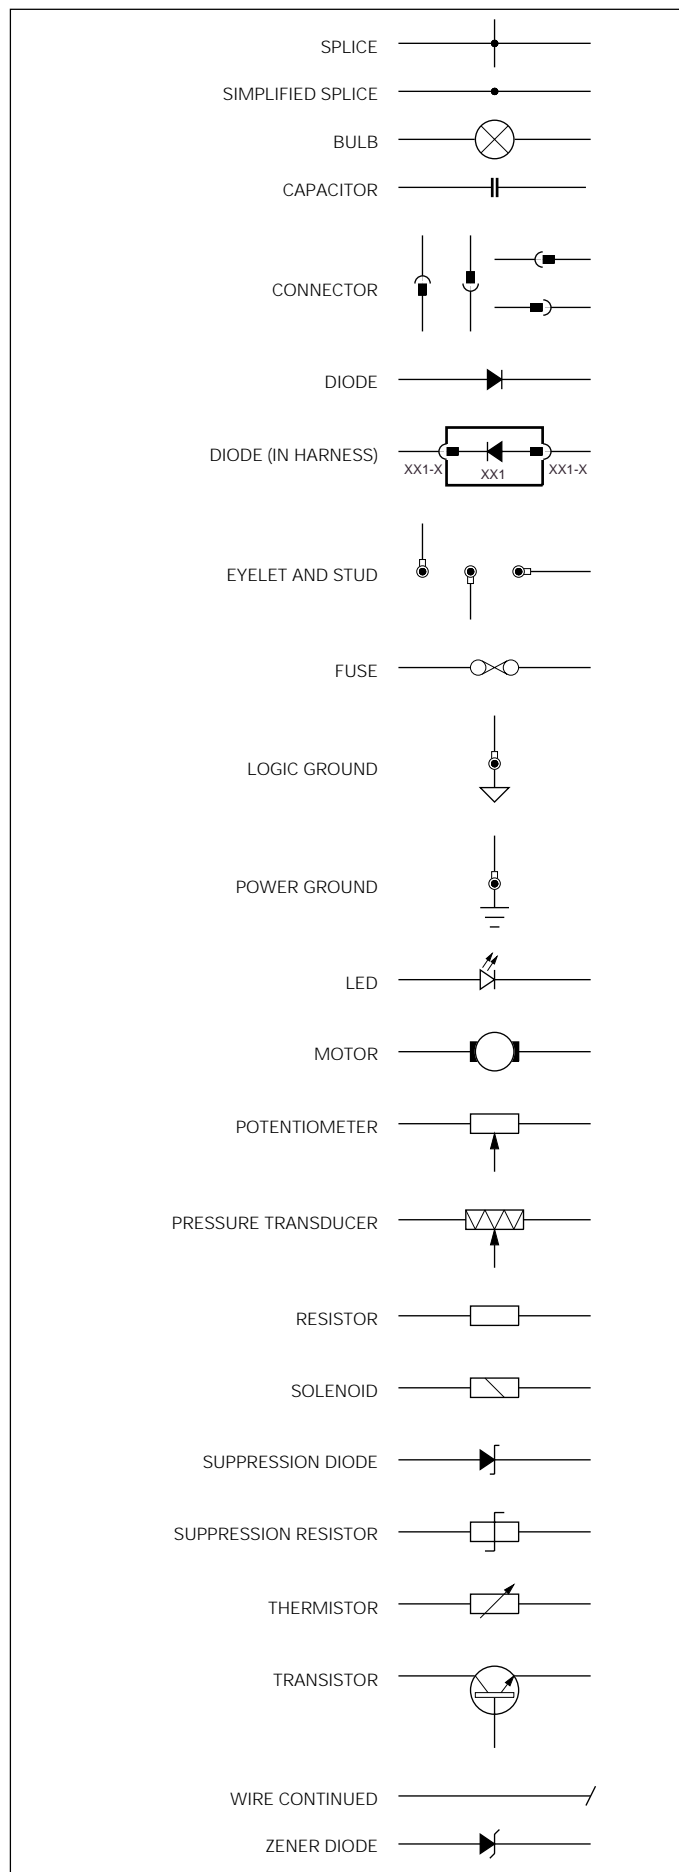 SPLICE
SIMPLIFIED SPLICE
BULB
CAPACITOR
CONNECTOR
DIODE
DIODE (IN HARNESS)
XX1-X XX1 XX1-X
EYELET AND STUD
FUSE
LOGIC GROUND
POWER GROUND
LED
MOTOR
POTENTIOMETER
PRESSURE TRANSDUCER
RESISTOR
SOLENOID
SUPPRESSION DIODE
SUPPRESSION RESISTOR
THERMISTOR
TRANSISTOR
WIRE CONTINUED
ZENER DIODE